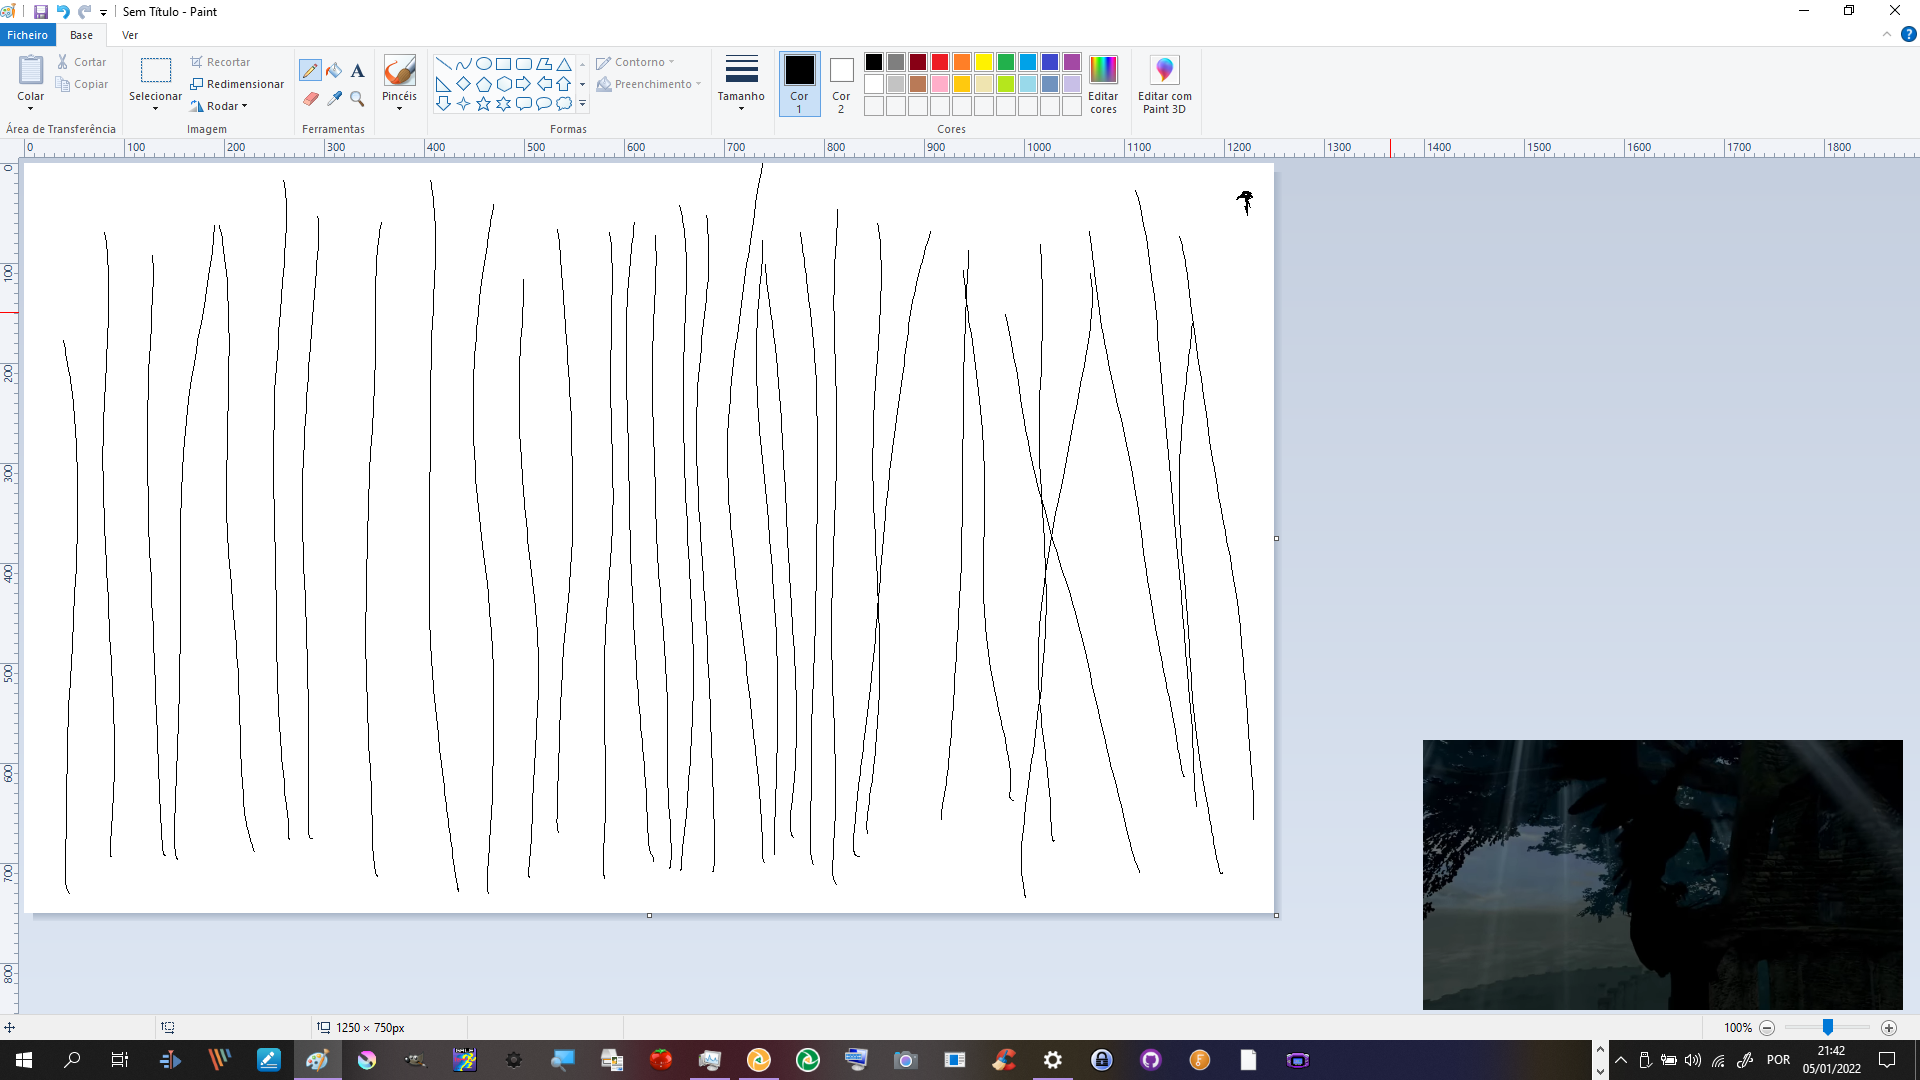 Sem Título - Paint
Ficheiro Base Ver
Colar
Cortar
Copiar
Área de Transferência
Selecionar
Recortar
Redimensionar
Rodar
Imagem
A
Ferramentas
Pincéis
Contorno
Preenchimento
Formas
Tamanho
Cor 1
Cor 2
Editar cores
Cores
Editar com Paint 3D
0 100 200 300 400 500 600 700 800 900 1000 1100 1200 1300 1400 1500 1600 1700 1800
0
100
200
300
400
500
600
700
800
1250 × 750px
100%
POR
21:42
05/01/2022